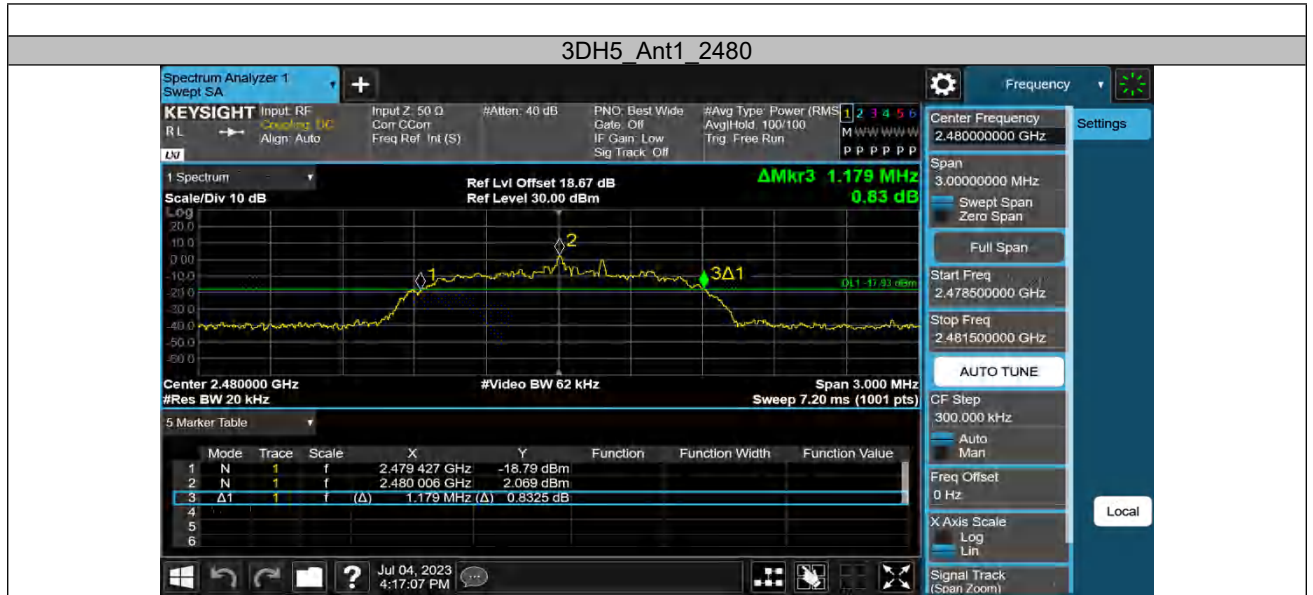 3DH5_Ant1_2480
Spectrum Analyzer 1
Swept SA
+
Frequency
KEYSIGHT
RL
LXI
Input: RF
Coupling: DC
Align: Auto
Input Z: 50 Ω
Corr CCorr
Freq Ref: Int (S)
#Atten: 40 dB
PNO: Best Wide
Gate: Off
IF Gain: Low
Sig Track: Off
#Avg Type: Power (RMS
Avg|Hold: 100/100
Trig: Free Run
1 2 3 4 5 6
M W W W W W
P P P P P P
Center Frequency
2.480000000 GHz
Settings
1 Spectrum
Scale/Div 10 dB
Ref Lvl Offset 18.67 dB
Ref Level 30.00 dBm
ΔMkr3 1.179 MHz
0.83 dB
Span
3.00000000 MHz
Swept Span
Zero Span
Full Span
Start Freq
2.478500000 GHz
Stop Freq
2.481500000 GHz
AUTO TUNE
CF Step
300.000 kHz
Auto
Man
Freq Offset
0 Hz
X Axis Scale
Log
Lin
Signal Track
(Span Zoom)
Local
Log
20.0
10.0
0.00
-10.0
-20.0
-30.0
-40.0
-50.0
-60.0
1
2
3Δ1
DL1 -17.93 dBm
Center 2.480000 GHz
#Res BW 20 kHz
#Video BW 62 kHz
Span 3.000 MHz
Sweep 7.20 ms (1001 pts)
5 Marker Table
Mode Trace Scale X Y Function Function Width Function Value
1 N 1 f 2.479 427 GHz -18.79 dBm
2 N 1 f 2.480 006 GHz 2.069 dBm
3 Δ1 1 f (Δ) 1.179 MHz (Δ) 0.8325 dB
4
5
6
?
Jul 04, 2023
4:17:07 PM